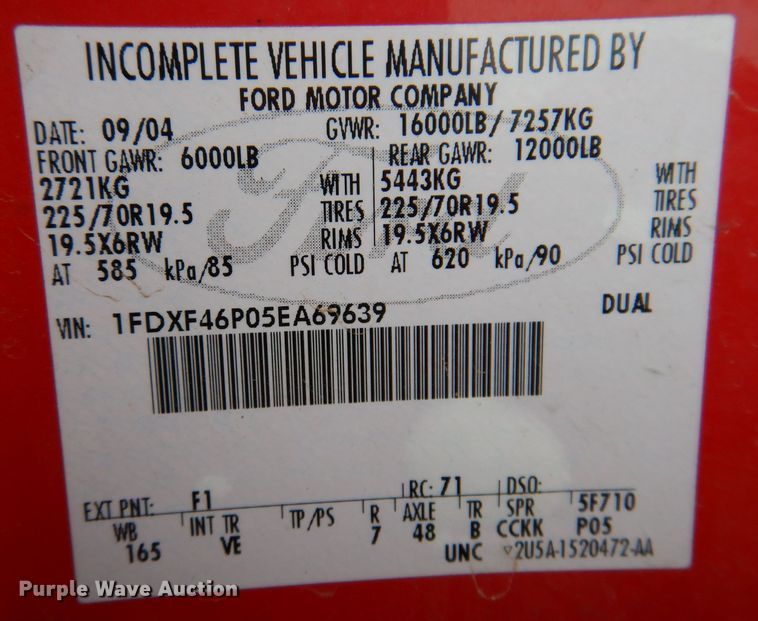 INCOMPLETE VEHICLE MANUFACTURED BY
FORD MOTOR COMPANY
DATE: 09/04 GVWR: 16000LB/7257KG
FRONT GAWR: 6000LB REAR GAWR: 12000LB
2721KG WITH 5443KG WITH
225/70R19.5 TIRES 225/70R19.5 TIRES
19.5X6RW RIMS 19.5X6RW RIMS
AT 585 kPa/85 PSI COLD AT 620 kPa/90 PSI COLD
VIN: 1FDXF46P05EA69639 DUAL
EXT PNT: F1 RC: 71 DSO:
WB INT TR TP/PS R AXLE TR SPR 5F710
165 VE 7 48 B CCKK P05
UNC ▽2U5A-1520472-AA
Ford
Purple Wave Auction